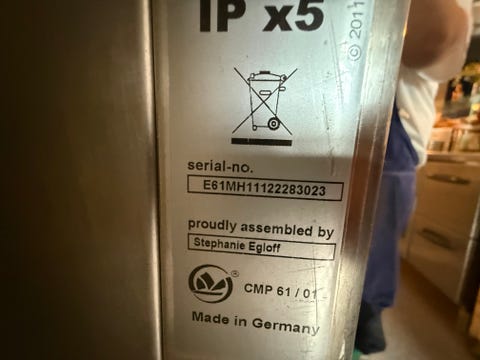 IP x5
© 2011
serial-no.
E61MH11122283023
proudly assembled by
Stephanie Egloff
® CMP 61 / 01
Made in Germany